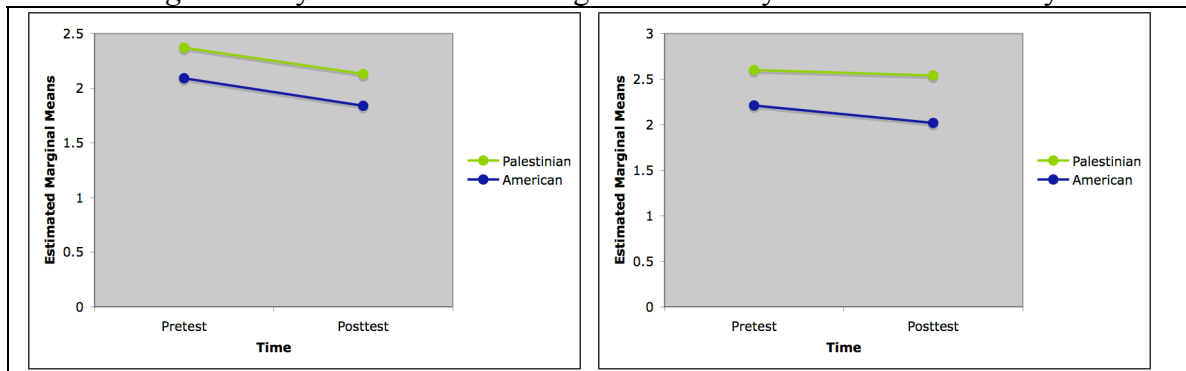 Estimated Marginal Means
2.5
2
1.5
1
0.5
0
Pretest Posttest
Time
Palestinian
American
Estimated Marginal Means
3
2.5
2
1.5
1
0.5
0
Pretest Posttest
Time
Palestinian
American